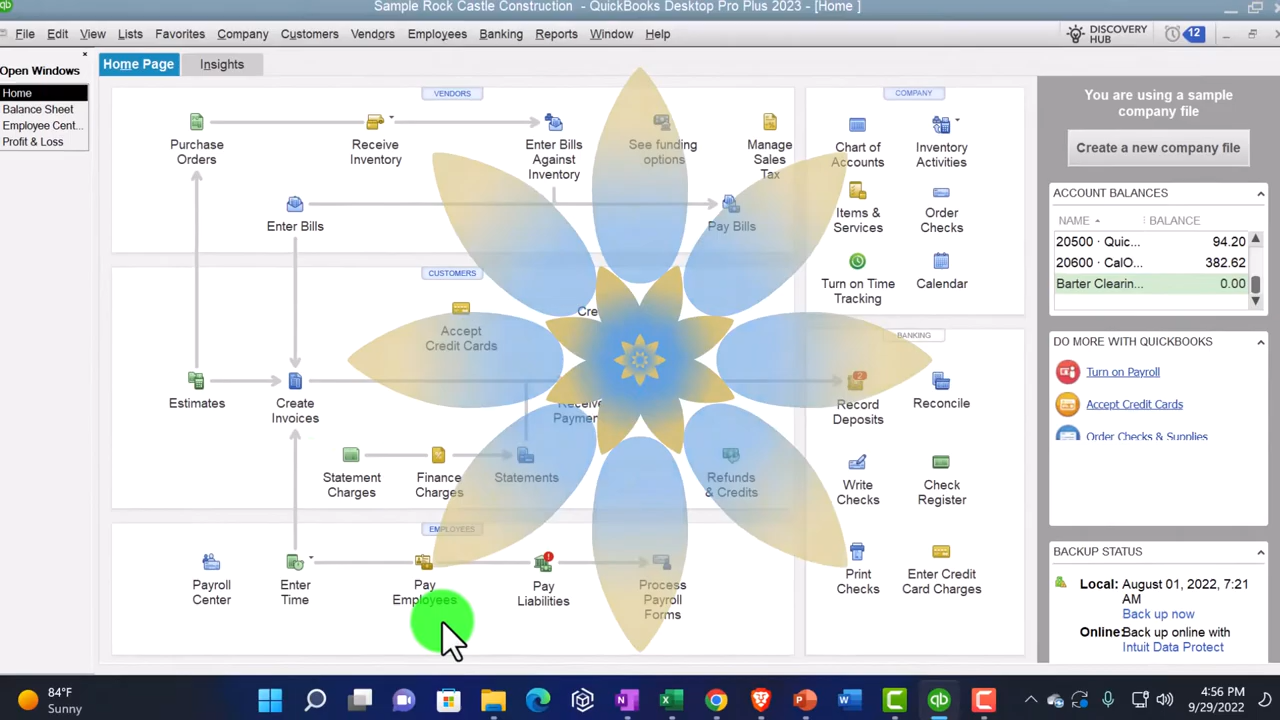 Sample Rock Castle Construction - QuickBooks Desktop Pro Plus 2023 - [Home ]
File Edit View Lists Favorites Company Customers Vendors Employees Banking Reports Window Help
DISCOVERY
HUB
12
Open Windows
Home
Balance Sheet
Employee Cent...
Profit & Loss
Home Page
Insights
VENDORS
Purchase
Orders
Receive
Inventory
Enter Bills
Against
Inventory
See funding
options
Manage
Sales
Tax
Enter Bills
Pay Bills
CUSTOMERS
Accept
Credit Cards
Estimates
Create
Invoices
Statement
Charges
Finance
Charges
Statements
Refunds
& Credits
EMPLOYEES
Payroll
Center
Enter
Time
Pay
Employees
Pay
Liabilities
Process
Payroll
Forms
COMPANY
Chart of
Accounts
Inventory
Activities
Items &
Services
Order
Checks
Turn on Time
Tracking
Calendar
BANKING
2
Record
Deposits
Reconcile
Write
Checks
Check
Register
Print
Checks
Enter Credit
Card Charges
You are using a sample
company file
Create a new company file
ACCOUNT BALANCES
NAME BALANCE
20500 · Quic... 94.20
20600 · CalO... 382.62
Barter Clearin... 0.00
DO MORE WITH QUICKBOOKS
Turn on Payroll
Accept Credit Cards
Order Checks & Supplies
BACKUP STATUS
Local: August 01, 2022, 7:21
AM
Back up now
Online: Back up online with
Intuit Data Protect
84°F
Sunny
4:56 PM
9/29/2022